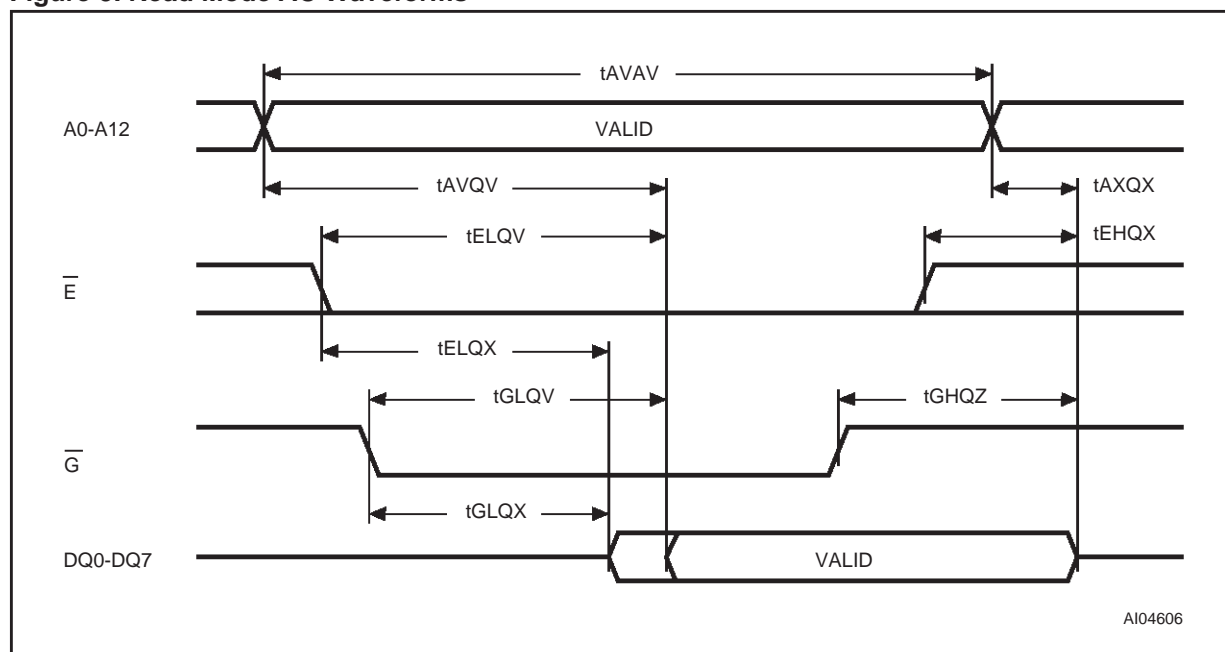 Figure Read Mode AC Waveforms
tAVAV
A0-A12
VALID
tAVQV
tAXQX
tELQV
tEHQX
E
tELQX
tGLQV
tGHQZ
G
tGLQX
DQ0-DQ7
VALID
AI04606